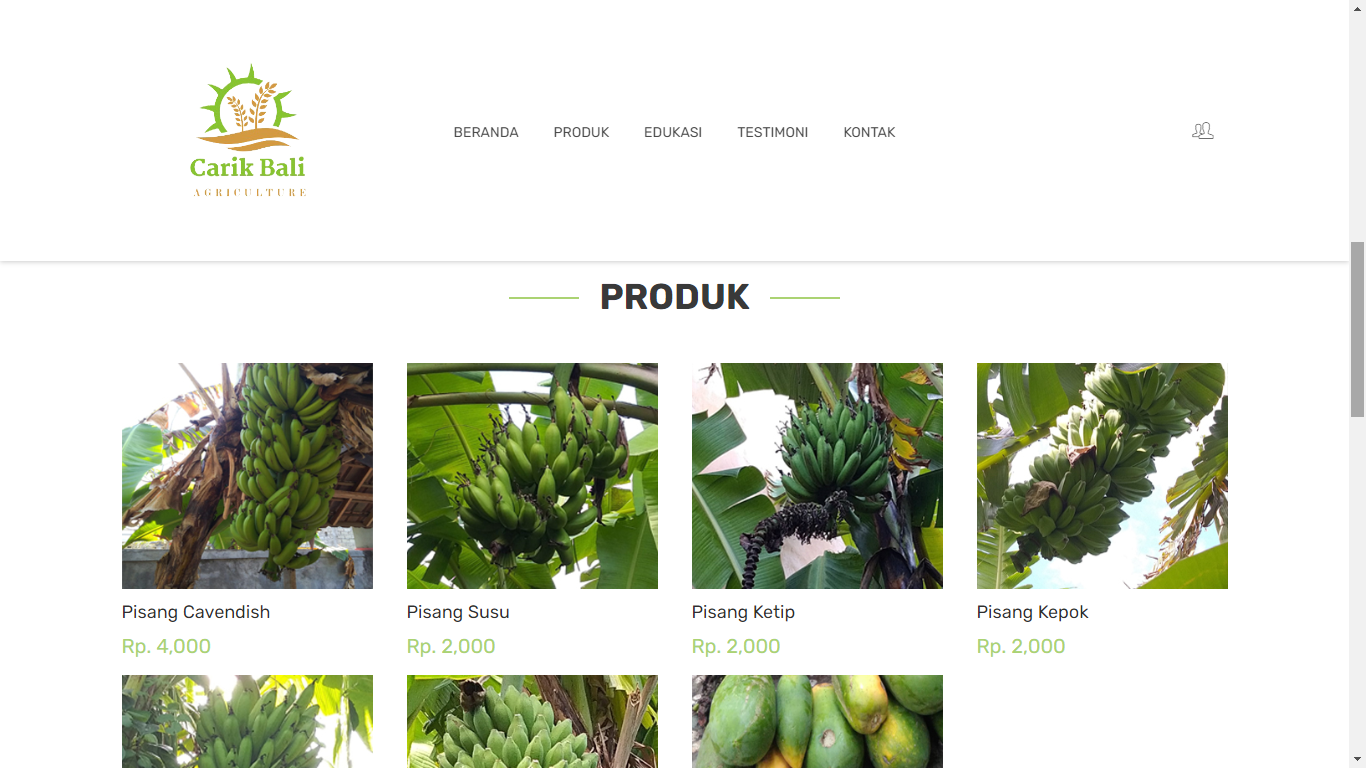 Carik Bali
AGRICULTURE
BERANDA PRODUK EDUKASI TESTIMONI KONTAK
PRODUK
Pisang Cavendish
Rp. 4,000
Pisang Susu
Rp. 2,000
Pisang Ketip
Rp. 2,000
Pisang Kepok
Rp. 2,000